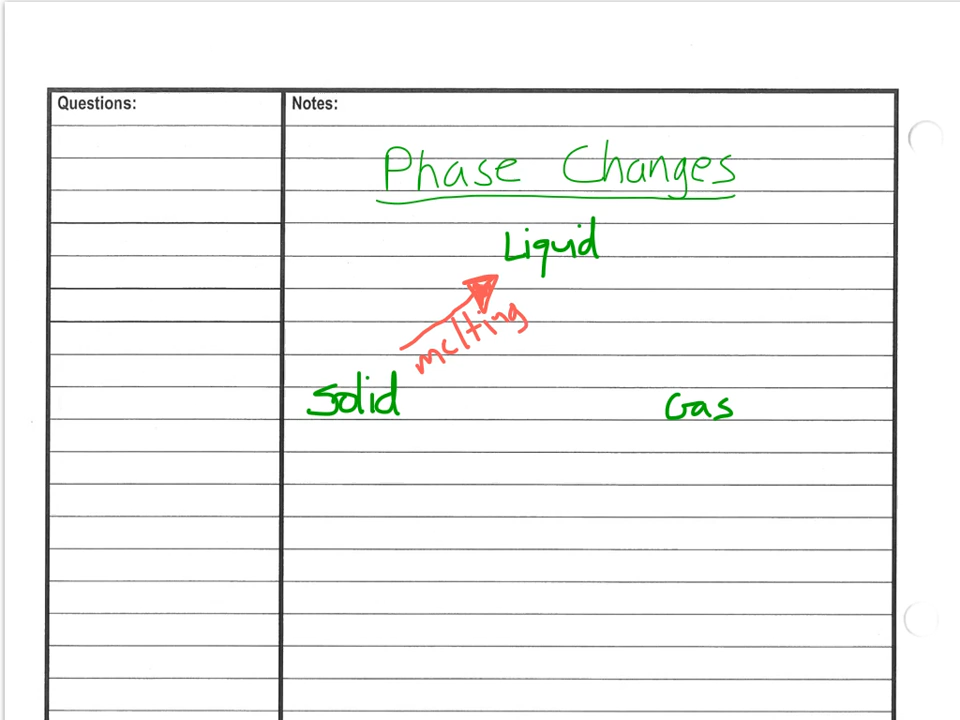 Questions:
Notes:
Phase Changes
Liquid
melting
Solid
Gas